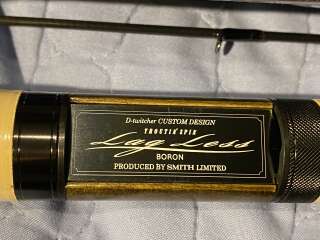 D-twitcher CUSTOM DESIGN
TROUTIN' SPIN
Lag Less
BORON
PRODUCED BY SMITH LIMITED